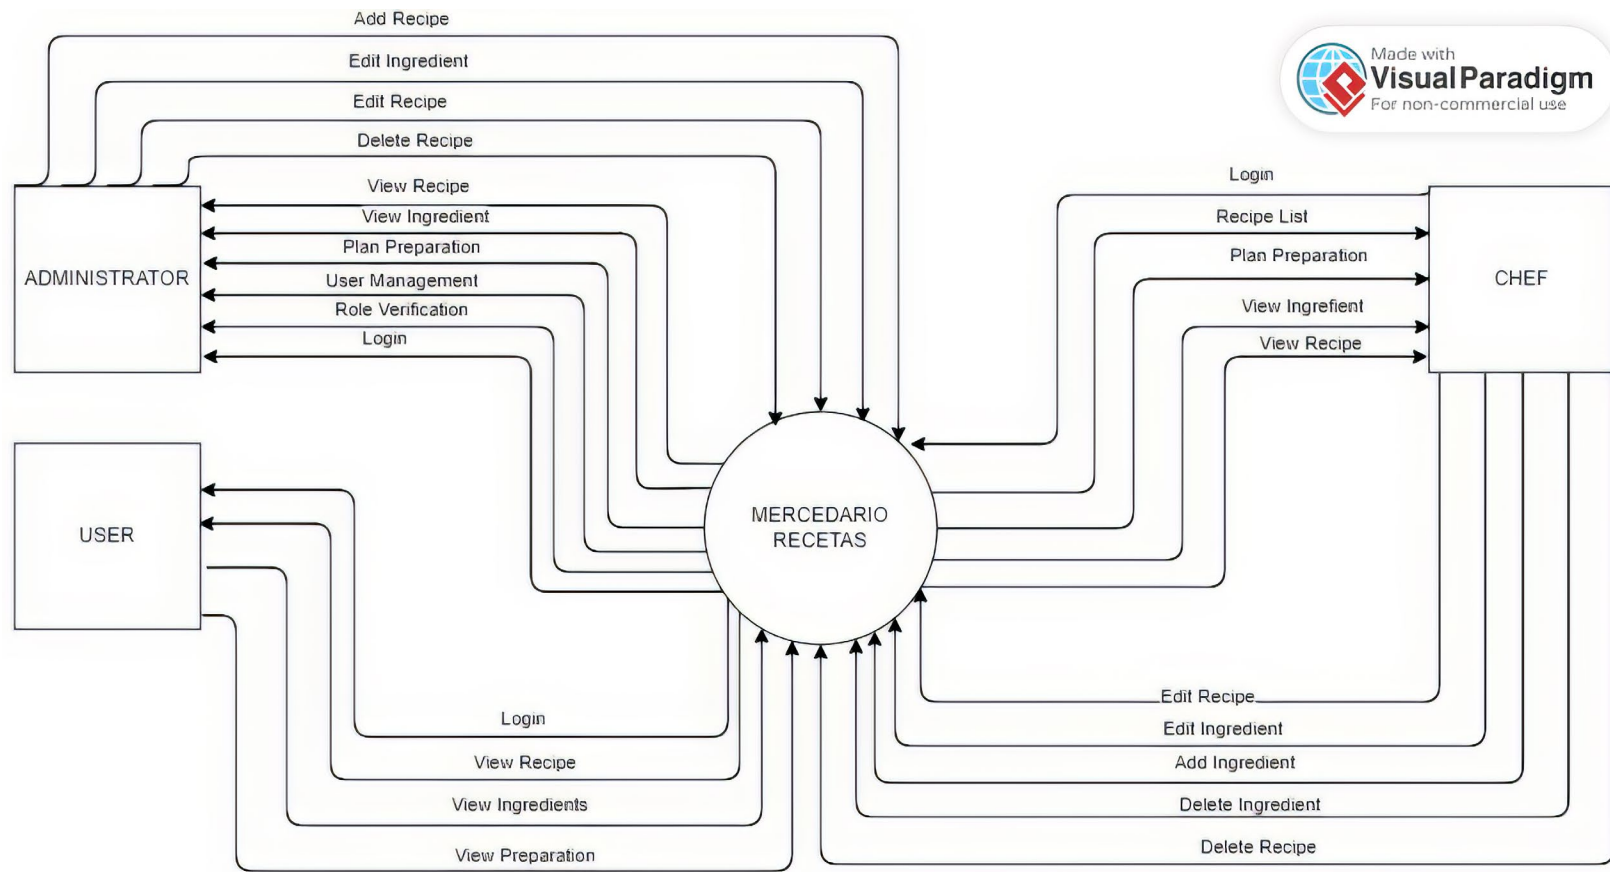 Add Recipe
Edit Ingredient
Edit Recipe
Delete Recipe
View Recipe
View Ingredient
Plan Preparation
User Management
Role Verification
Login
ADMINISTRATOR
USER
MERCEDARIO
RECETAS
Made with
Visual Paradigm
For non-commercial use
Login
Recipe List
Plan Preparation
View Ingrefient
View Recipe
CHEF
Login
View Recipe
View Ingredients
View Preparation
Edit Recipe
Edit Ingredient
Add Ingredient
Delete Ingredient
Delete Recipe